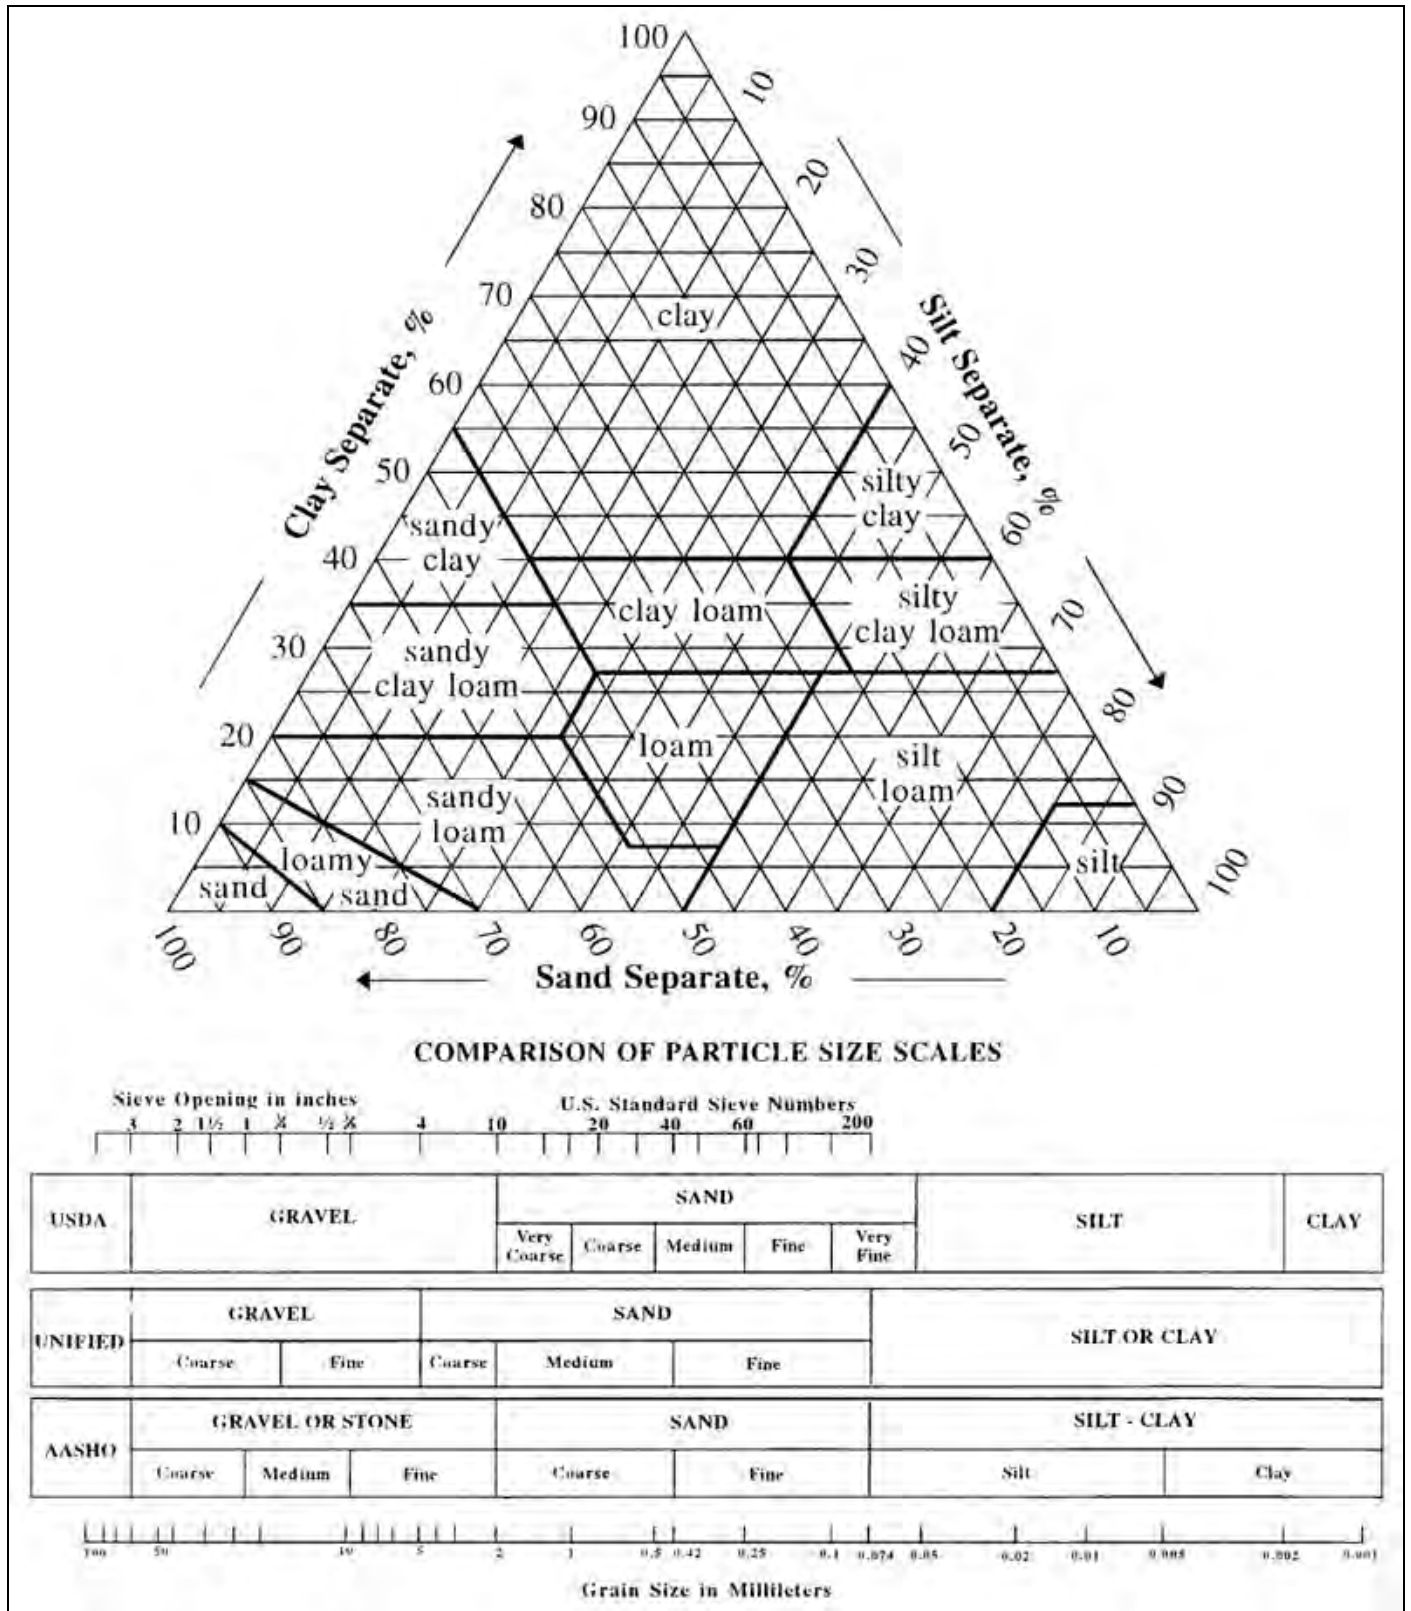 100
90
80
70
60
50
40
30
20
10
Clay Separate, %
10
20
30
40
50
60
70
80
90
100
Silt Separate, %
clay
silty
clay
sandy
clay
clay loam
silty
clay loam
sandy
clay loam
loam
silt
loam
sandy
loam
loamy
sand
sand
silt
100 90 80 70 60 50 40 30 20 10
Sand Separate, %
COMPARISON OF PARTICLE SIZE SCALES
Sieve Opening in inches U.S. Standard Sieve Numbers
3 2 1½ 1 ¾ ½ ⅜ 4 10 20 40 60 200
USDA GRAVEL SAND SILT CLAY
Very Coarse Coarse Medium Fine Very Fine
UNIFIED GRAVEL SAND SILT OR CLAY
Coarse Fine Coarse Medium Fine
AASHO GRAVEL OR STONE SAND SILT - CLAY
Coarse Medium Fine Coarse Fine Silt Clay
100 50 10 5 2 1 0.5 0.42 0.25 0.1 0.074 0.05 0.02 0.01 0.005 0.002 0.001
Grain Size in Millileters